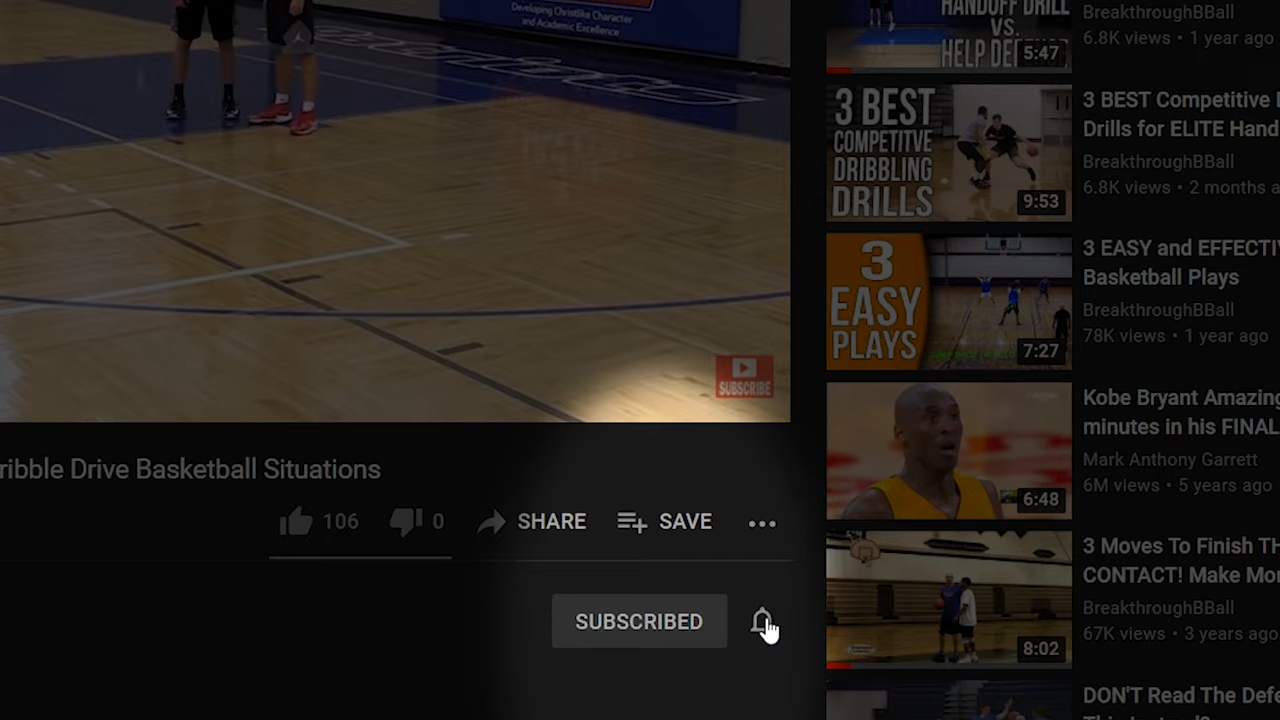 Developing Christlike Character
and Academic Excellence
SUBSCRIBE
ribble Drive Basketball Situations
106
0
SHARE
SAVE
SUBSCRIBED
HANDOFF DRILL
VS.
HELP DEF
5:47
BreakthroughBBall
6.8K views • 1 year ago
3 BEST
COMPETITIVE
DRIBBLING
DRILLS
9:53
3 BEST Competitive
Drills for ELITE Hand
BreakthroughBBall
6.8K views • 2 months a
3
EASY
PLAYS
7:27
3 EASY and EFFECTI
Basketball Plays
BreakthroughBBall
78K views • 1 year ago
6:48
Kobe Bryant Amazing
minutes in his FINAL
Mark Anthony Garrett
6M views • 5 years ago
8:02
3 Moves To Finish TH
CONTACT! Make Mor
BreakthroughBBall
67K views • 3 years ago
DON'T Read The Defe